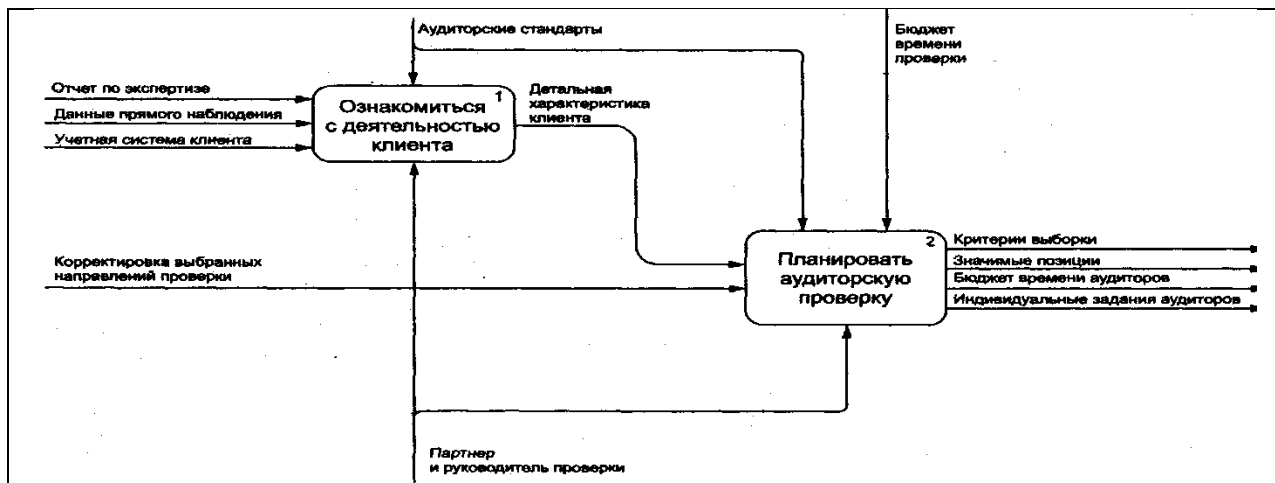 Аудиторские стандарты
Бюджет
времени
проверки
Отчет по экспертизе
Данные прямого наблюдения
Учетная система клиента
1
Ознакомиться
с деятельностью
клиента
Детальная
характеристика
клиента
Корректировка выбранных
направлений проверки
2
Планировать
аудиторскую
проверку
Критерии выборки
Значимые позиции
Бюджет времени аудиторов
Индивидуальные задания аудиторов
Партнер
и руководитель проверки